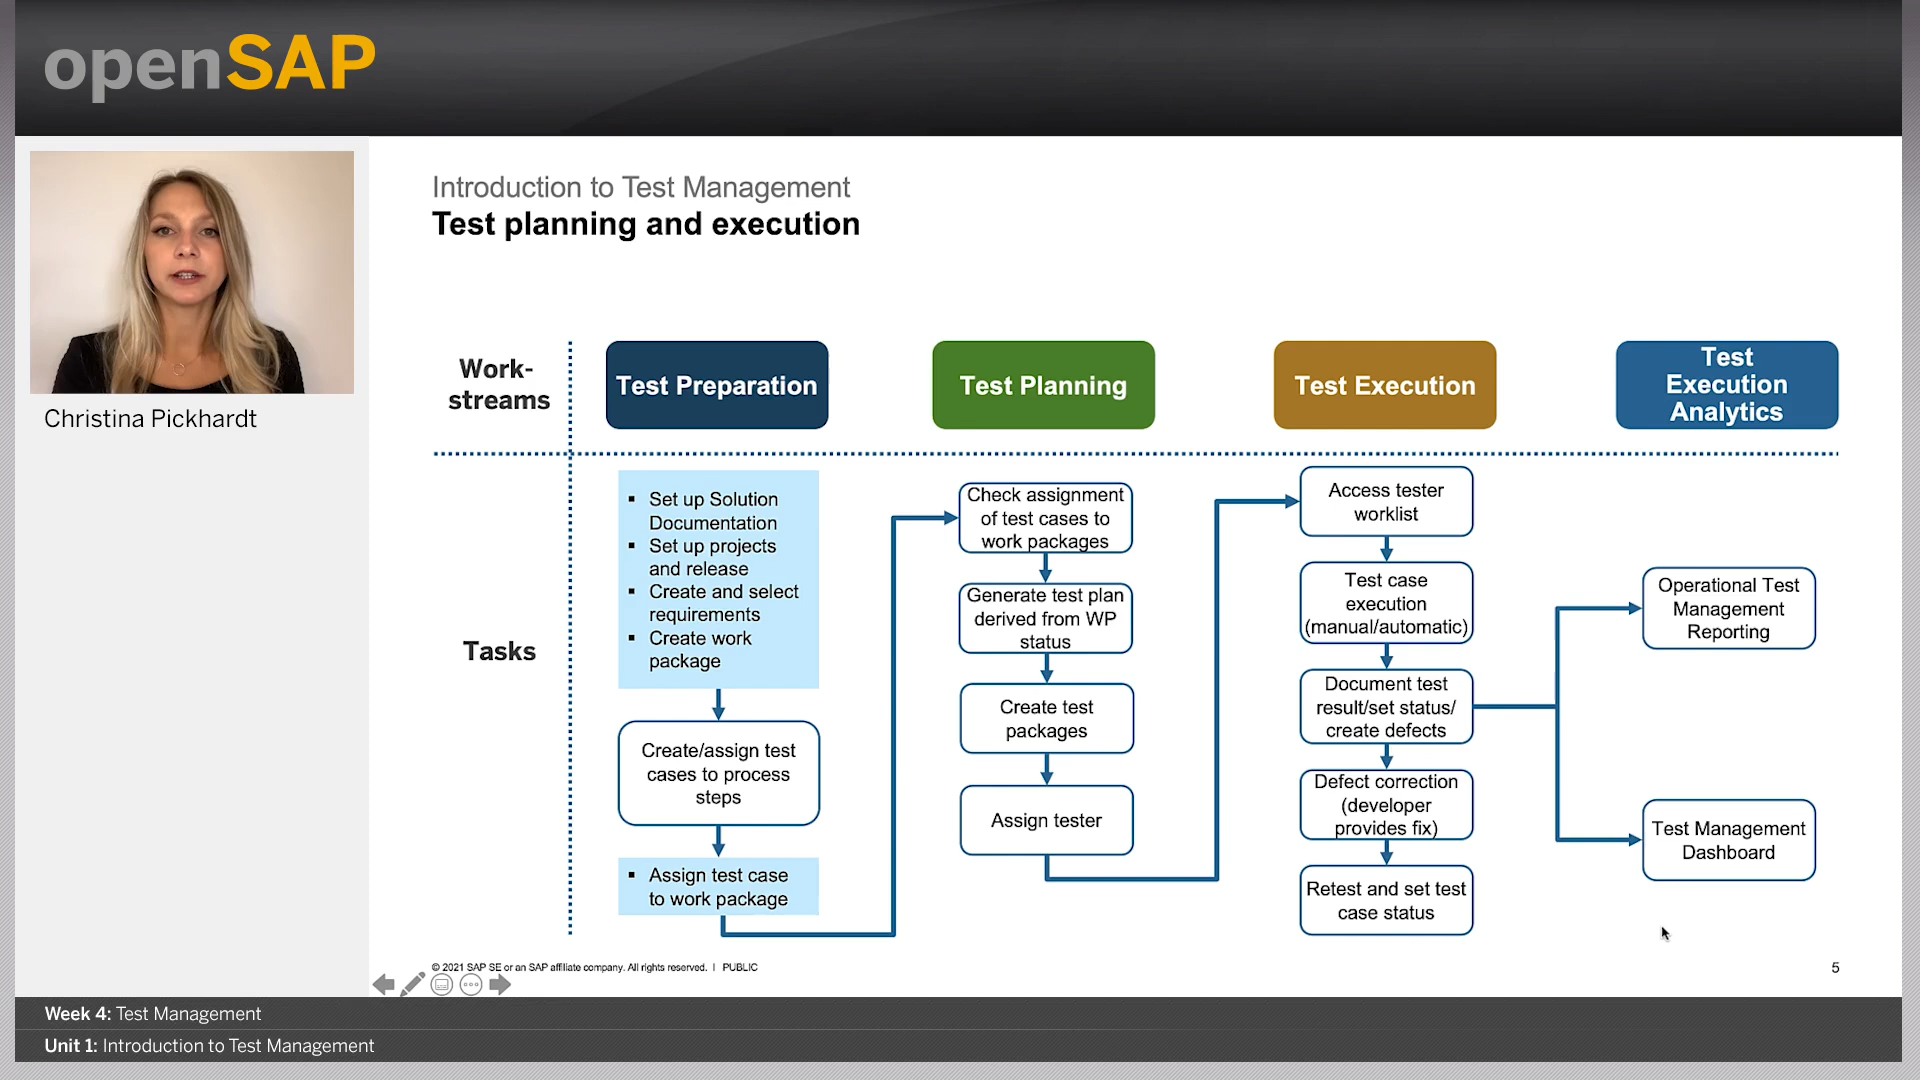 openSAP
Christina Pickhardt
Introduction to Test Management
Test planning and execution
Work-
streams
Test Preparation
Test Planning
Test Execution
Test
Execution
Analytics
Tasks
▪ Set up Solution
Documentation
▪ Set up projects
and release
▪ Create and select
requirements
▪ Create work
package
Create/assign test
cases to process
steps
▪ Assign test case
to work package
Check assignment
of test cases to
work packages
Generate test plan
derived from WP
status
Create test
packages
Assign tester
Access tester
worklist
Test case
execution
(manual/automatic)
Document test
result/set status/
create defects
Defect correction
(developer
provides fix)
Retest and set test
case status
Operational Test
Management
Reporting
Test Management
Dashboard
© 2021 SAP SE or an SAP affiliate company. All rights reserved. | PUBLIC
5
Week 4: Test Management
Unit 1: Introduction to Test Management